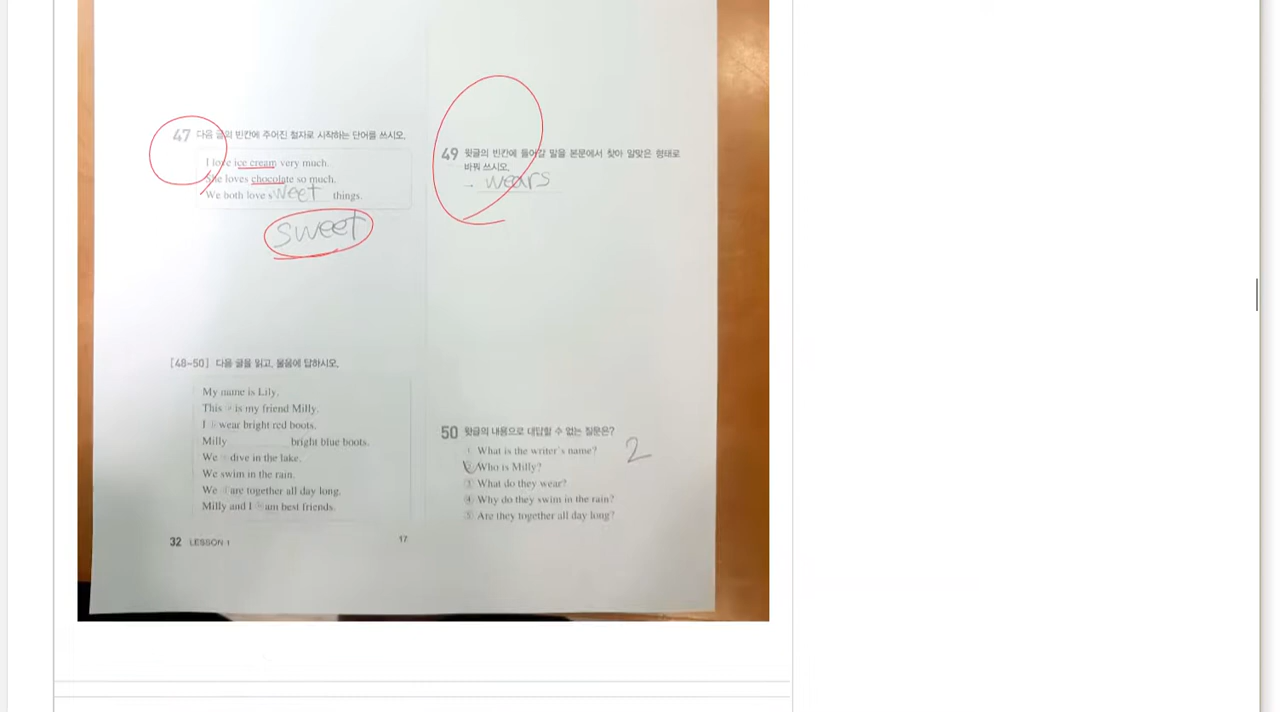 47 다음 글의 빈칸에 주어진 철자로 시작하는 단어를 쓰시오.
I love ice cream very much.
She loves chocolate so much.
We both love sweet things.
sweet
[48-50] 다음 글을 읽고, 물음에 답하시오.
My name is Lily.
This is my friend Milly.
I wear bright red boots.
Milly bright blue boots.
We dive in the lake.
We swim in the rain.
We are together all day long.
Milly and I am best friends.
32 LESSON 1
17
49 윗글의 빈칸에 들어갈 말을 본문에서 찾아 알맞은 형태로
바꿔 쓰시오.
→ wears
50 윗글의 내용으로 대답할 수 없는 질문은?
2
① What is the writer's name?
② Who is Milly?
③ What do they wear?
④ Why do they swim in the rain?
⑤ Are they together all day long?